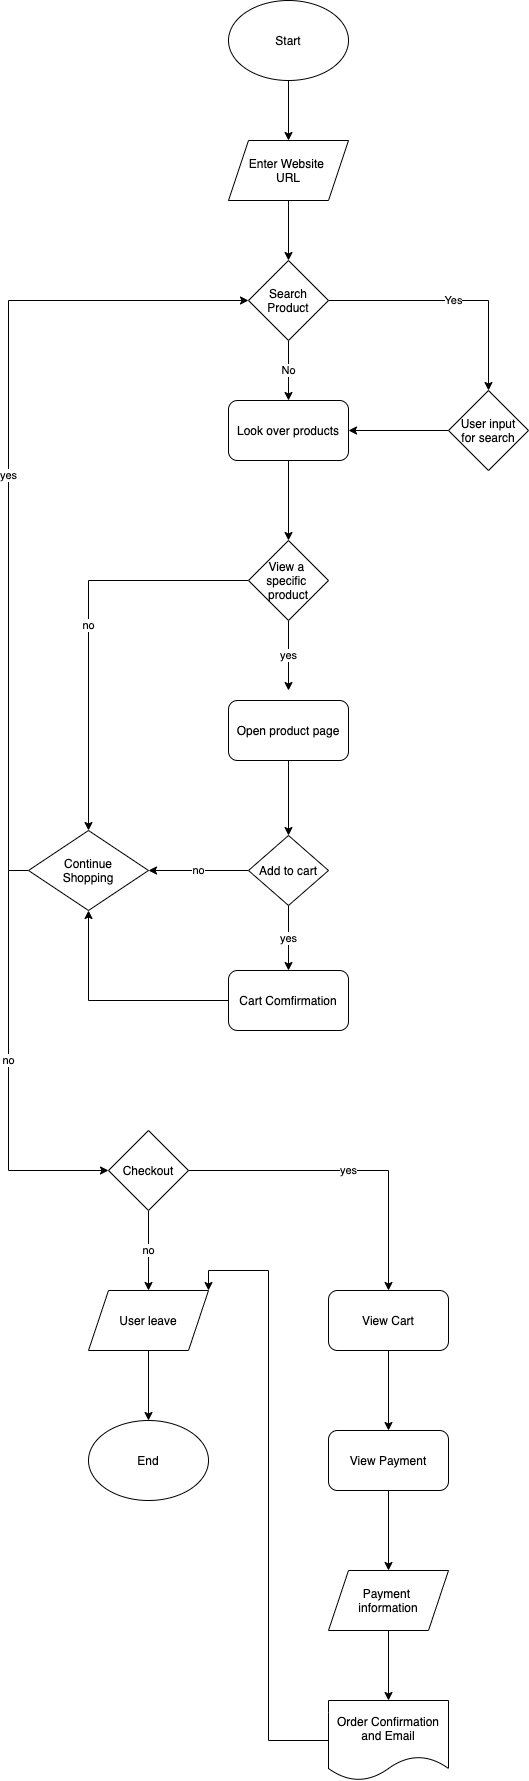 Start
Enter Website
URL
Search
Product
Yes
No
User input
for search
Look over products
yes
View a
specific
product
no
yes
Open product page
Continue
Shopping
no
Add to cart
yes
Cart Comfirmation
no
Checkout
yes
no
User leave
View Cart
End
View Payment
Payment
information
Order Confirmation
and Email